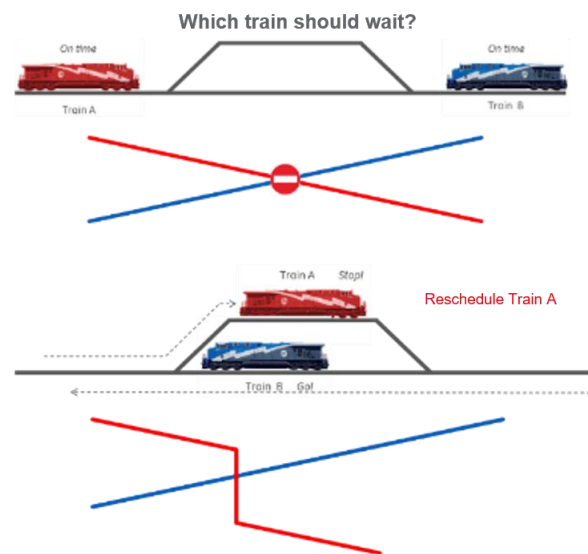 Which train should wait?
On time
On time
Train A
Train B
Train A Stop!
Reschedule Train A
Train B Go!